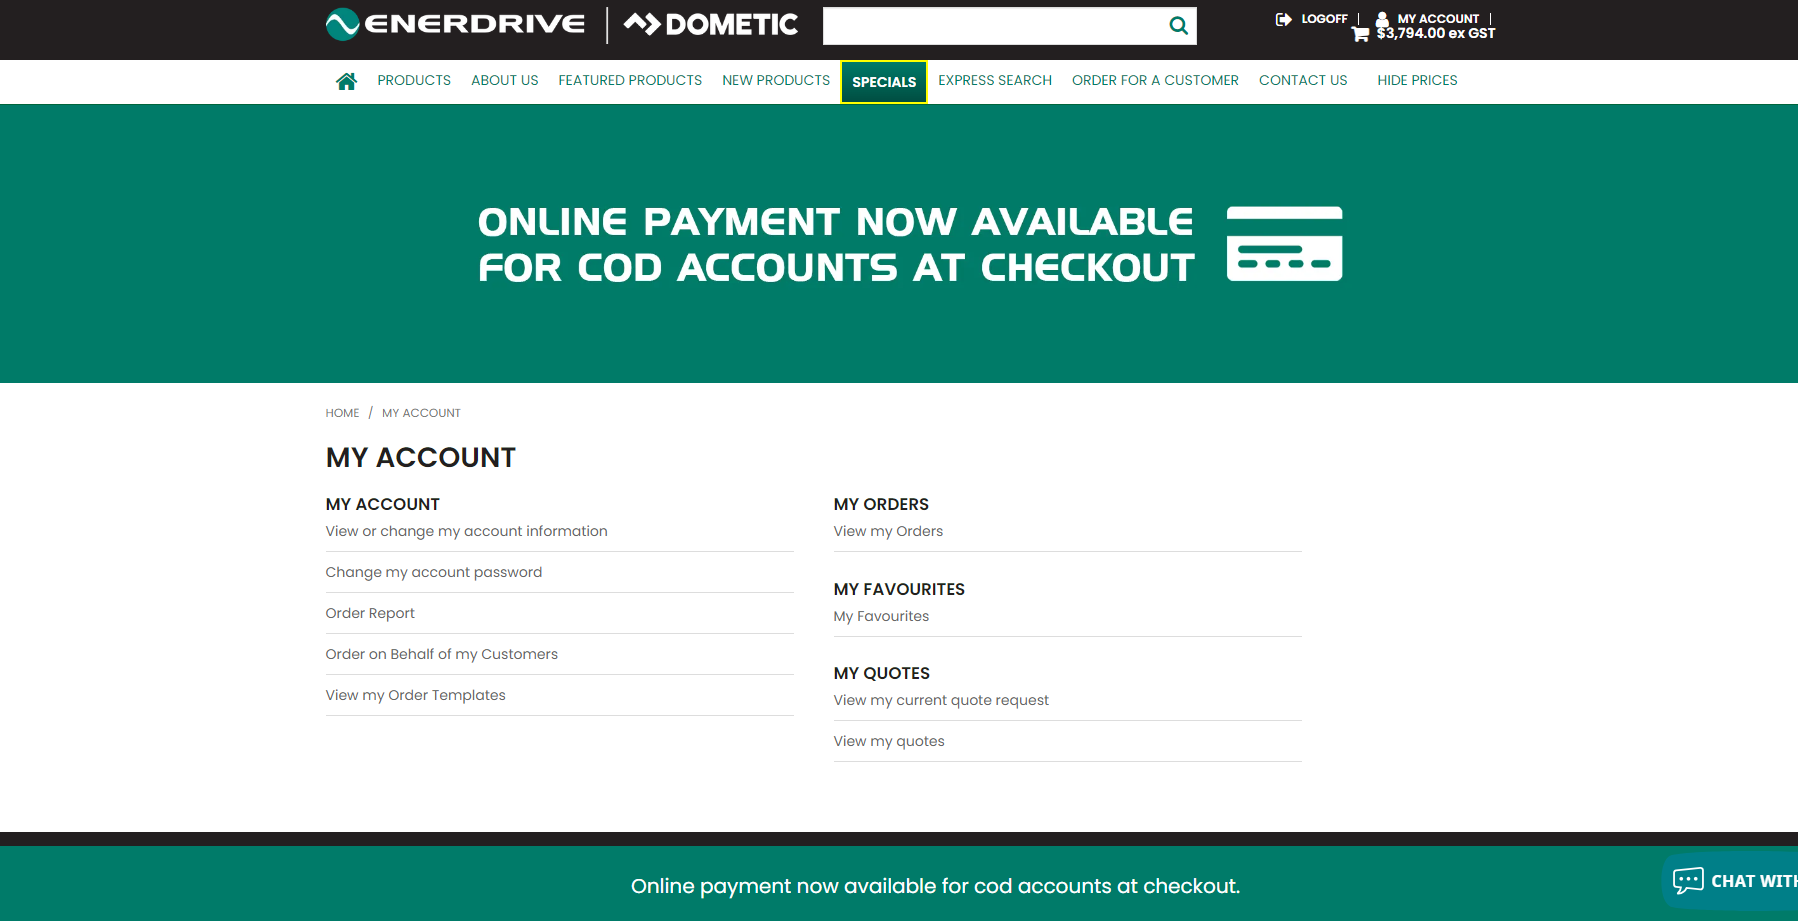 ENERDRIVE DOMETIC
LOGOFF | MY ACCOUNT |
$3,794.00 ex GST
PRODUCTS ABOUT US FEATURED PRODUCTS NEW PRODUCTS SPECIALS EXPRESS SEARCH ORDER FOR A CUSTOMER CONTACT US HIDE PRICES
ONLINE PAYMENT NOW AVAILABLE
FOR COD ACCOUNTS AT CHECKOUT
HOME / MY ACCOUNT
MY ACCOUNT
MY ACCOUNT
View or change my account information
Change my account password
Order Report
Order on Behalf of my Customers
View my Order Templates
MY ORDERS
View my Orders
MY FAVOURITES
My Favourites
MY QUOTES
View my current quote request
View my quotes
Online payment now available for cod accounts at checkout.
CHAT WITH